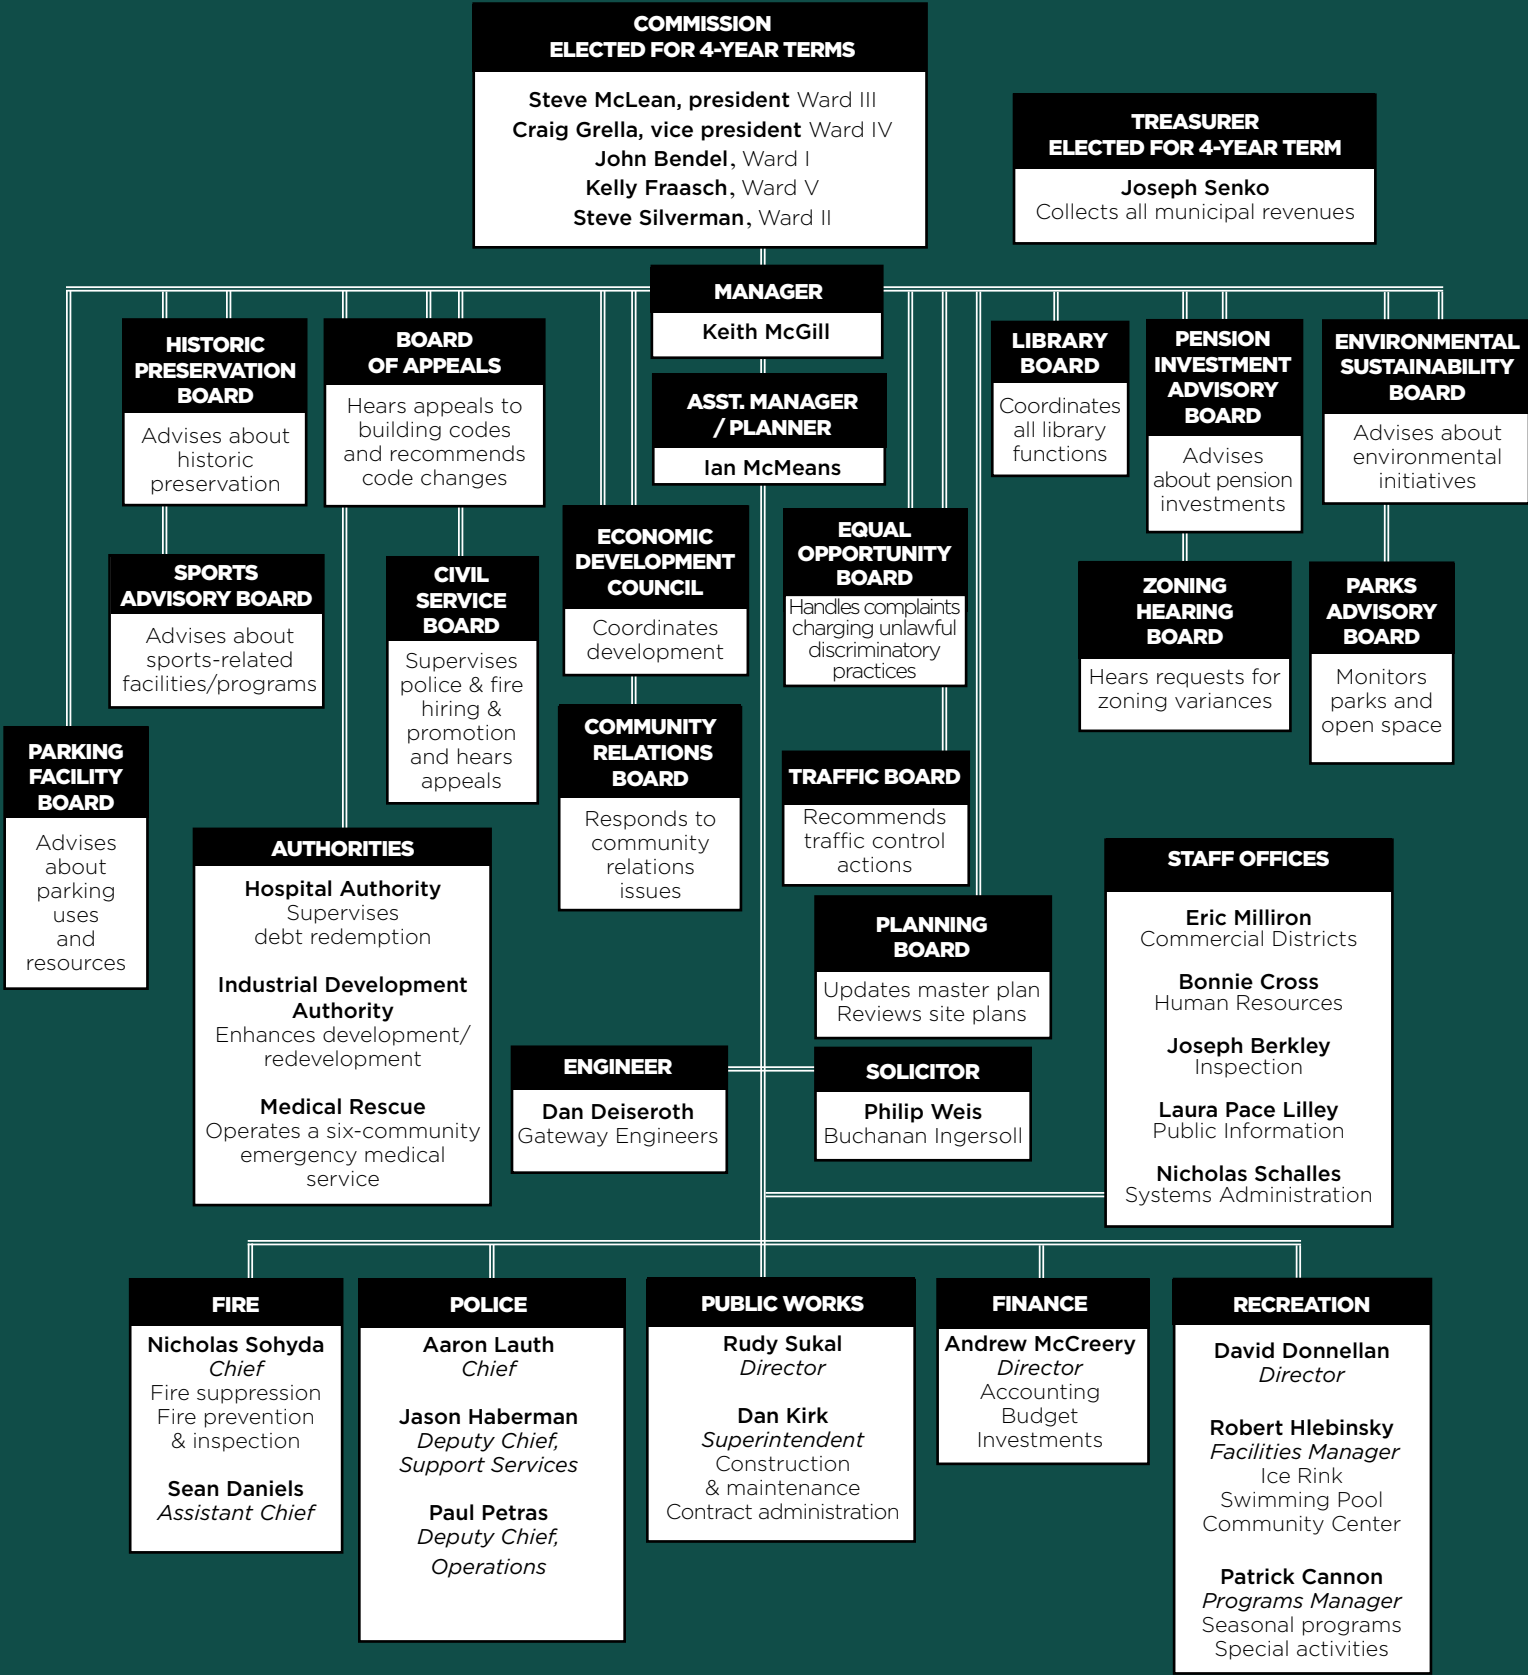 COMMISSION
ELECTED FOR 4-YEAR TERMS
Steve McLean, president Ward III
Craig Grella, vice president Ward IV
John Bendel, Ward I
Kelly Fraasch, Ward V
Steve Silverman, Ward II
TREASURER
ELECTED FOR 4-YEAR TERM
Joseph Senko
Collects all municipal revenues
MANAGER
Keith McGill
ASST. MANAGER
/ PLANNER
Ian McMeans
HISTORIC
PRESERVATION
BOARD
Advises about
historic
preservation
BOARD
OF APPEALS
Hears appeals to
building codes
and recommends
code changes
LIBRARY
BOARD
Coordinates
all library
functions
PENSION
INVESTMENT
ADVISORY
BOARD
Advises
about pension
investments
ENVIRONMENTAL
SUSTAINABILITY
BOARD
Advises about
environmental
initiatives
SPORTS
ADVISORY BOARD
Advises about
sports-related
facilities/programs
CIVIL
SERVICE
BOARD
Supervises
police & fire
hiring &
promotion
and hears
appeals
ECONOMIC
DEVELOPMENT
COUNCIL
Coordinates
development
EQUAL
OPPORTUNITY
BOARD
Handles complaints
charging unlawful
discriminatory
practices
ZONING
HEARING
BOARD
Hears requests for
zoning variances
PARKS
ADVISORY
BOARD
Monitors
parks and
open space
PARKING
FACILITY
BOARD
Advises
about
parking
uses
and
resources
COMMUNITY
RELATIONS
BOARD
Responds to
community
relations
issues
TRAFFIC BOARD
Recommends
traffic control
actions
AUTHORITIES
Hospital Authority
Supervises
debt redemption
Industrial Development
Authority
Enhances development/
redevelopment
Medical Rescue
Operates a six-community
emergency medical
service
PLANNING
BOARD
Updates master plan
Reviews site plans
STAFF OFFICES
Eric Milliron
Commercial Districts
Bonnie Cross
Human Resources
Joseph Berkley
Inspection
Laura Pace Lilley
Public Information
Nicholas Schalles
Systems Administration
ENGINEER
Dan Deiseroth
Gateway Engineers
SOLICITOR
Philip Weis
Buchanan Ingersoll
FIRE
Nicholas Sohyda
Chief
Fire suppression
Fire prevention
& inspection
Sean Daniels
Assistant Chief
POLICE
Aaron Lauth
Chief
Jason Haberman
Deputy Chief,
Support Services
Paul Petras
Deputy Chief,
Operations
PUBLIC WORKS
Rudy Sukal
Director
Dan Kirk
Superintendent
Construction
& maintenance
Contract administration
FINANCE
Andrew McCreery
Director
Accounting
Budget
Investments
RECREATION
David Donnellan
Director
Robert Hlebinsky
Facilities Manager
Ice Rink
Swimming Pool
Community Center
Patrick Cannon
Programs Manager
Seasonal programs
Special activities